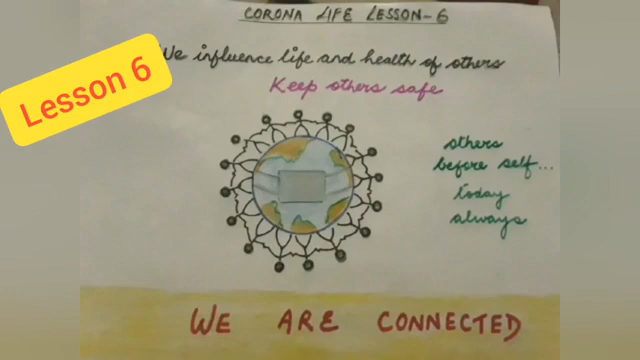 CORONA LIFE LESSON-6
We influence life and health of others
Keep others safe
Lesson 6
others
before self...
today
always
WE ARE CONNECTED